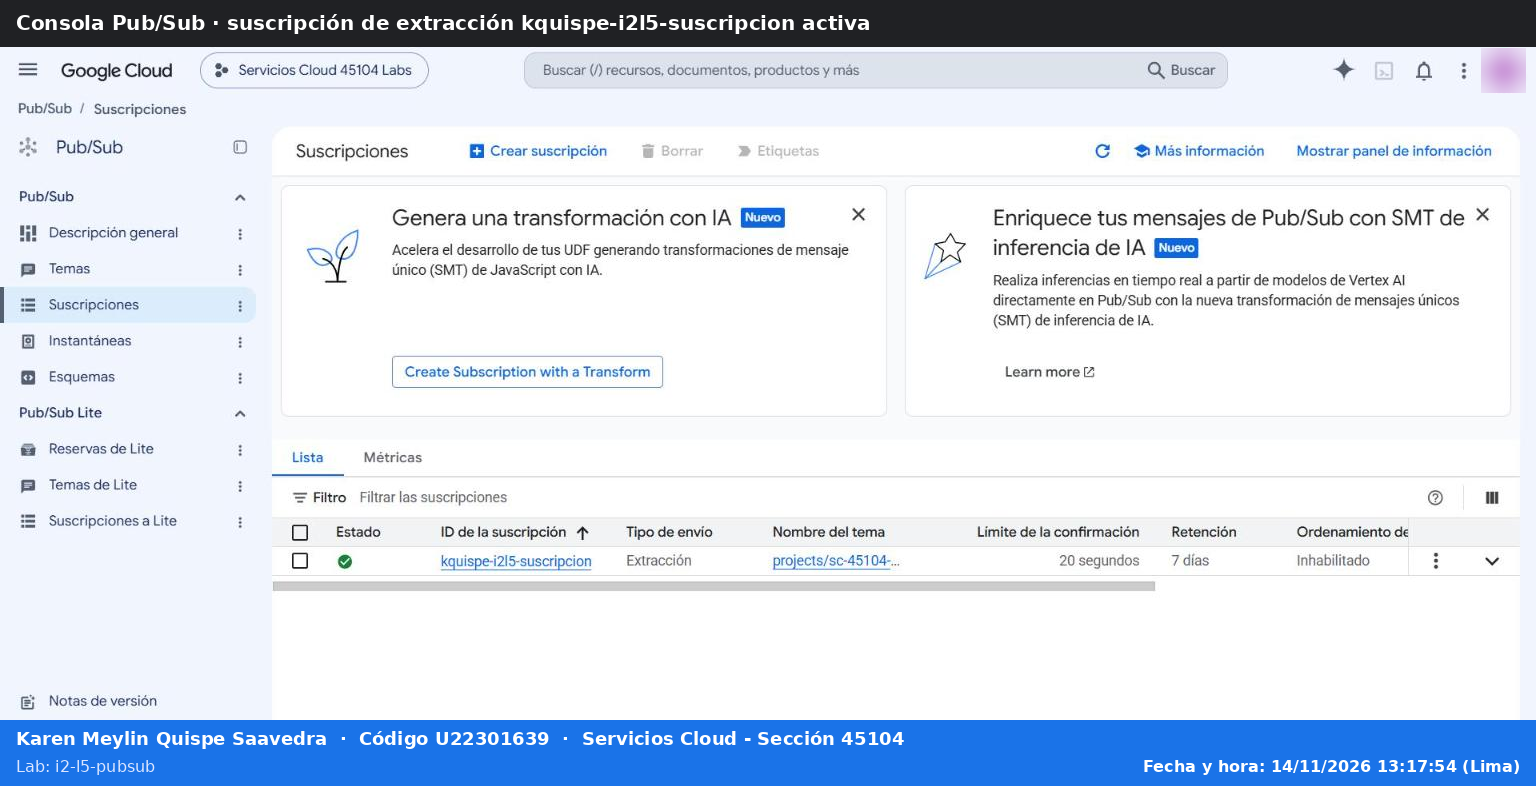 Consola Pub/Sub · suscripción de extracción kquispe-i2l5-suscripcion activa
Google Cloud
Servicios Cloud 45104 Labs
Buscar (/) recursos, documentos, productos y más
Buscar
Pub/Sub / Suscripciones
Pub/Sub
Pub/Sub
Descripción general
Temas
Suscripciones
Instantáneas
Esquemas
Pub/Sub Lite
Reservas de Lite
Temas de Lite
Suscripciones a Lite
Notas de versión
Suscripciones
Crear suscripción
Borrar
Etiquetas
Más información
Mostrar panel de información
Genera una transformación con IA Nuevo
Acelera el desarrollo de tus UDF generando transformaciones de mensaje
único (SMT) de JavaScript con IA.
Create Subscription with a Transform
Enriquece tus mensajes de Pub/Sub con SMT de
inferencia de IA Nuevo
Realiza inferencias en tiempo real a partir de modelos de Vertex AI
directamente en Pub/Sub con la nueva transformación de mensajes únicos
(SMT) de inferencia de IA.
Learn more
Lista Métricas
Filtro Filtrar las suscripciones
Estado ID de la suscripción Tipo de envío Nombre del tema Límite de la confirmación Retención Ordenamiento de
kquispe-i2l5-suscripcion Extracción projects/sc-45104-... 20 segundos 7 días Inhabilitado
Karen Meylin Quispe Saavedra · Código U22301639 · Servicios Cloud - Sección 45104
Lab: i2-l5-pubsub
Fecha y hora: 14/11/2026 13:17:54 (Lima)